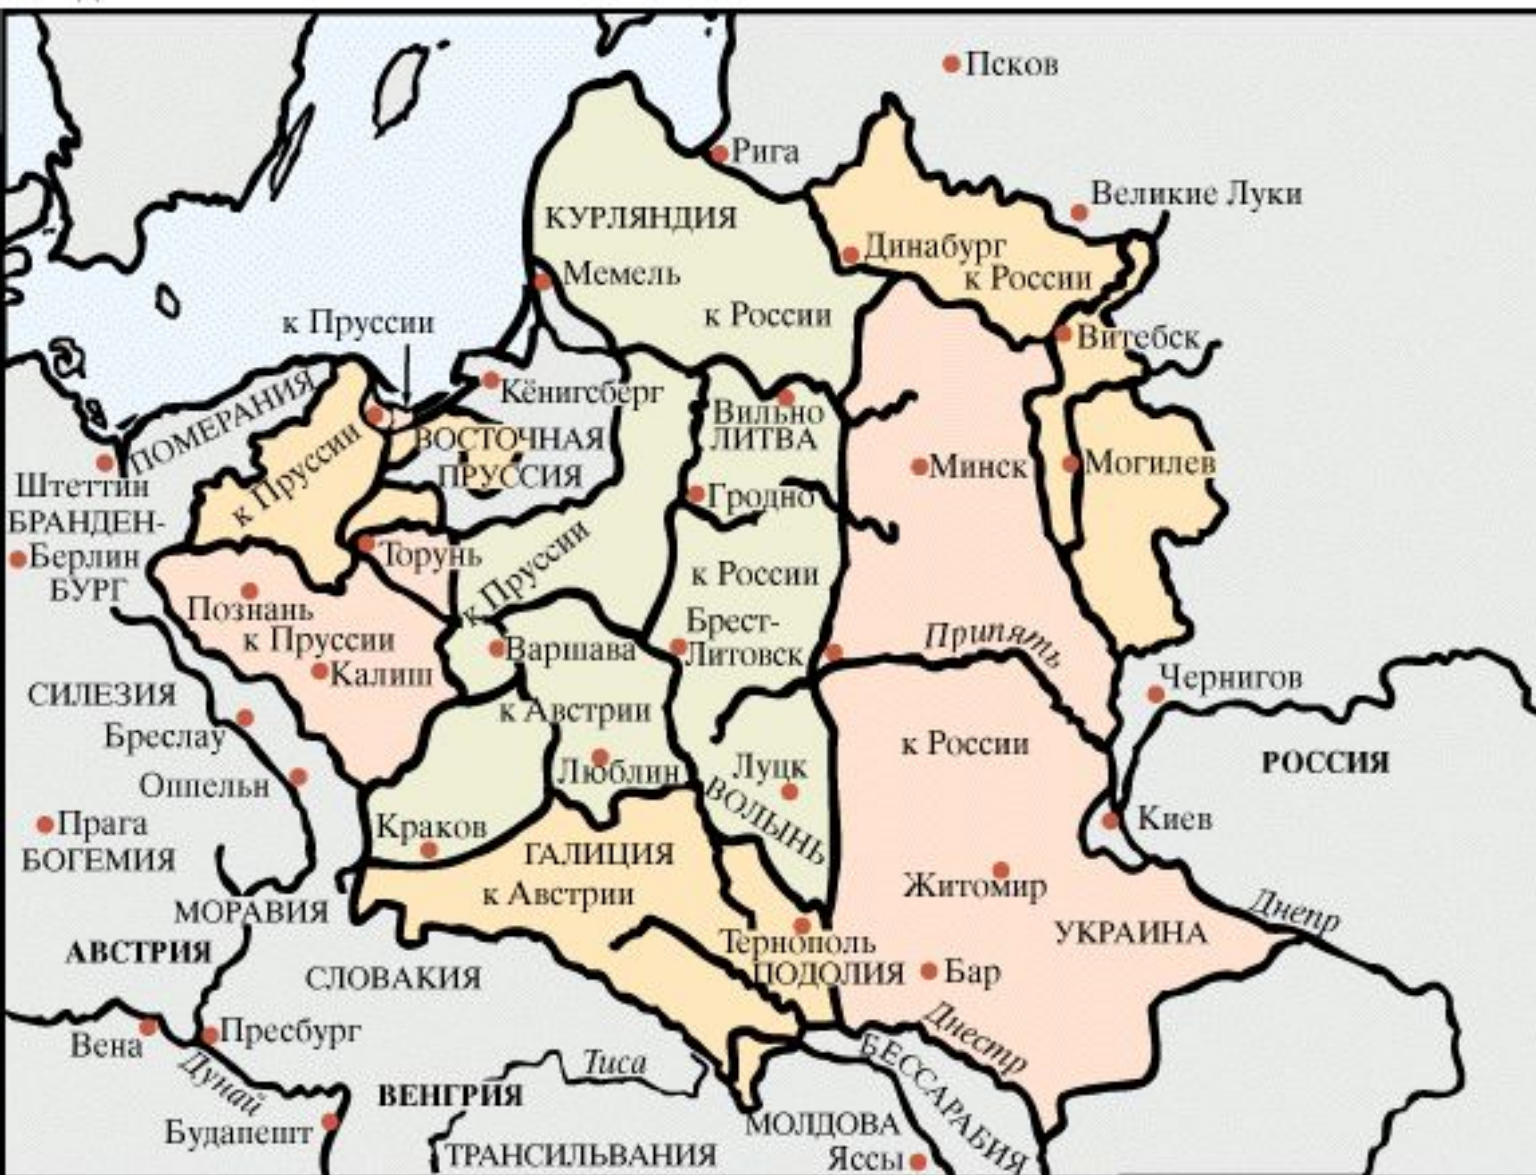 Псков
Рига
Великие Луки
КУРЛЯНДИЯ
Динабург
к России
Мемель
к России
к Пруссии
Витебск
Кёнигсберг
ПОМЕРАНИЯ
Вильно
ЛИТВА
ВОСТОЧНАЯ
ПРУССИЯ
к Пруссии
Минск
Могилев
Штеттин
БРАНДЕН-
БУРГ
Берлин
Гродно
Торунь
к Пруссии
к России
Познань
к Пруссии
Калиш
Брест-
Литовск
Варшава
Припять
Чернигов
СИЛЕЗИЯ
Бреслау
к Австрии
к России
РОССИЯ
Оппельн
Люблин
Луцк
ВОЛЫНЬ
Прага
БОГЕМИЯ
Краков
Киев
ГАЛИЦИЯ
к Австрии
Житомир
МОРАВИЯ
Днепр
УКРАИНА
АВСТРИЯ
Тернополь
ПОДОЛИЯ
Бар
СЛОВАКИЯ
Вена
Пресбург
Днестр
БЕССАРАБИЯ
Тиса
Дунай
ВЕНГРИЯ
Будапешт
МОЛДОВА
ТРАНСИЛЬВАНИЯ
Яссы